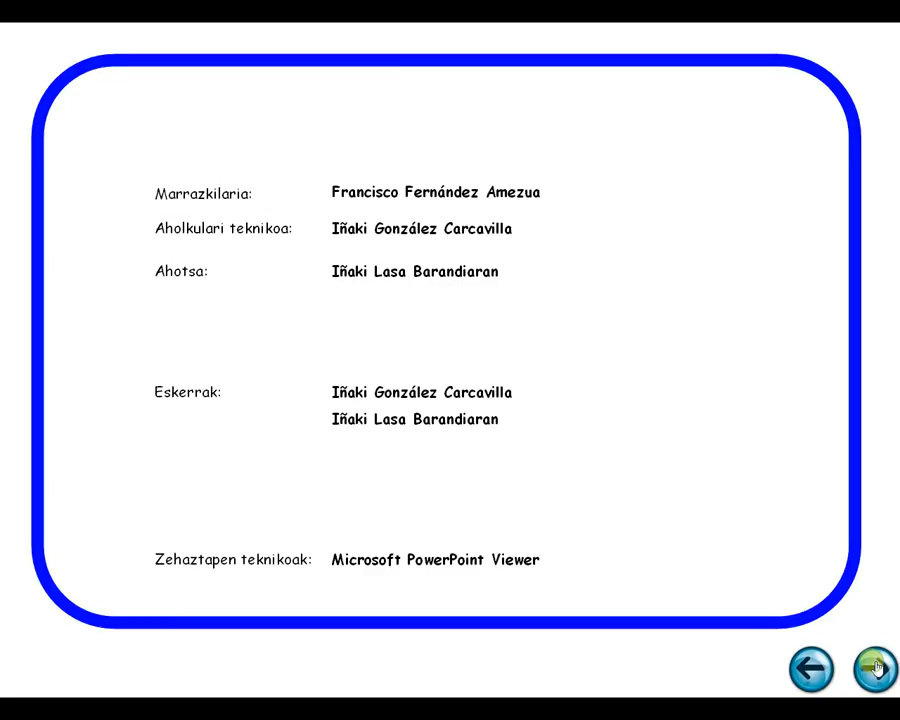 Marrazkilaria: Francisco Fernández Amezua
Aholkulari teknikoa: Iñaki González Carcavilla
Ahotsa: Iñaki Lasa Barandiaran
Eskerrak: Iñaki González Carcavilla
Iñaki Lasa Barandiaran
Zehaztapen teknikoak: Microsoft PowerPoint Viewer